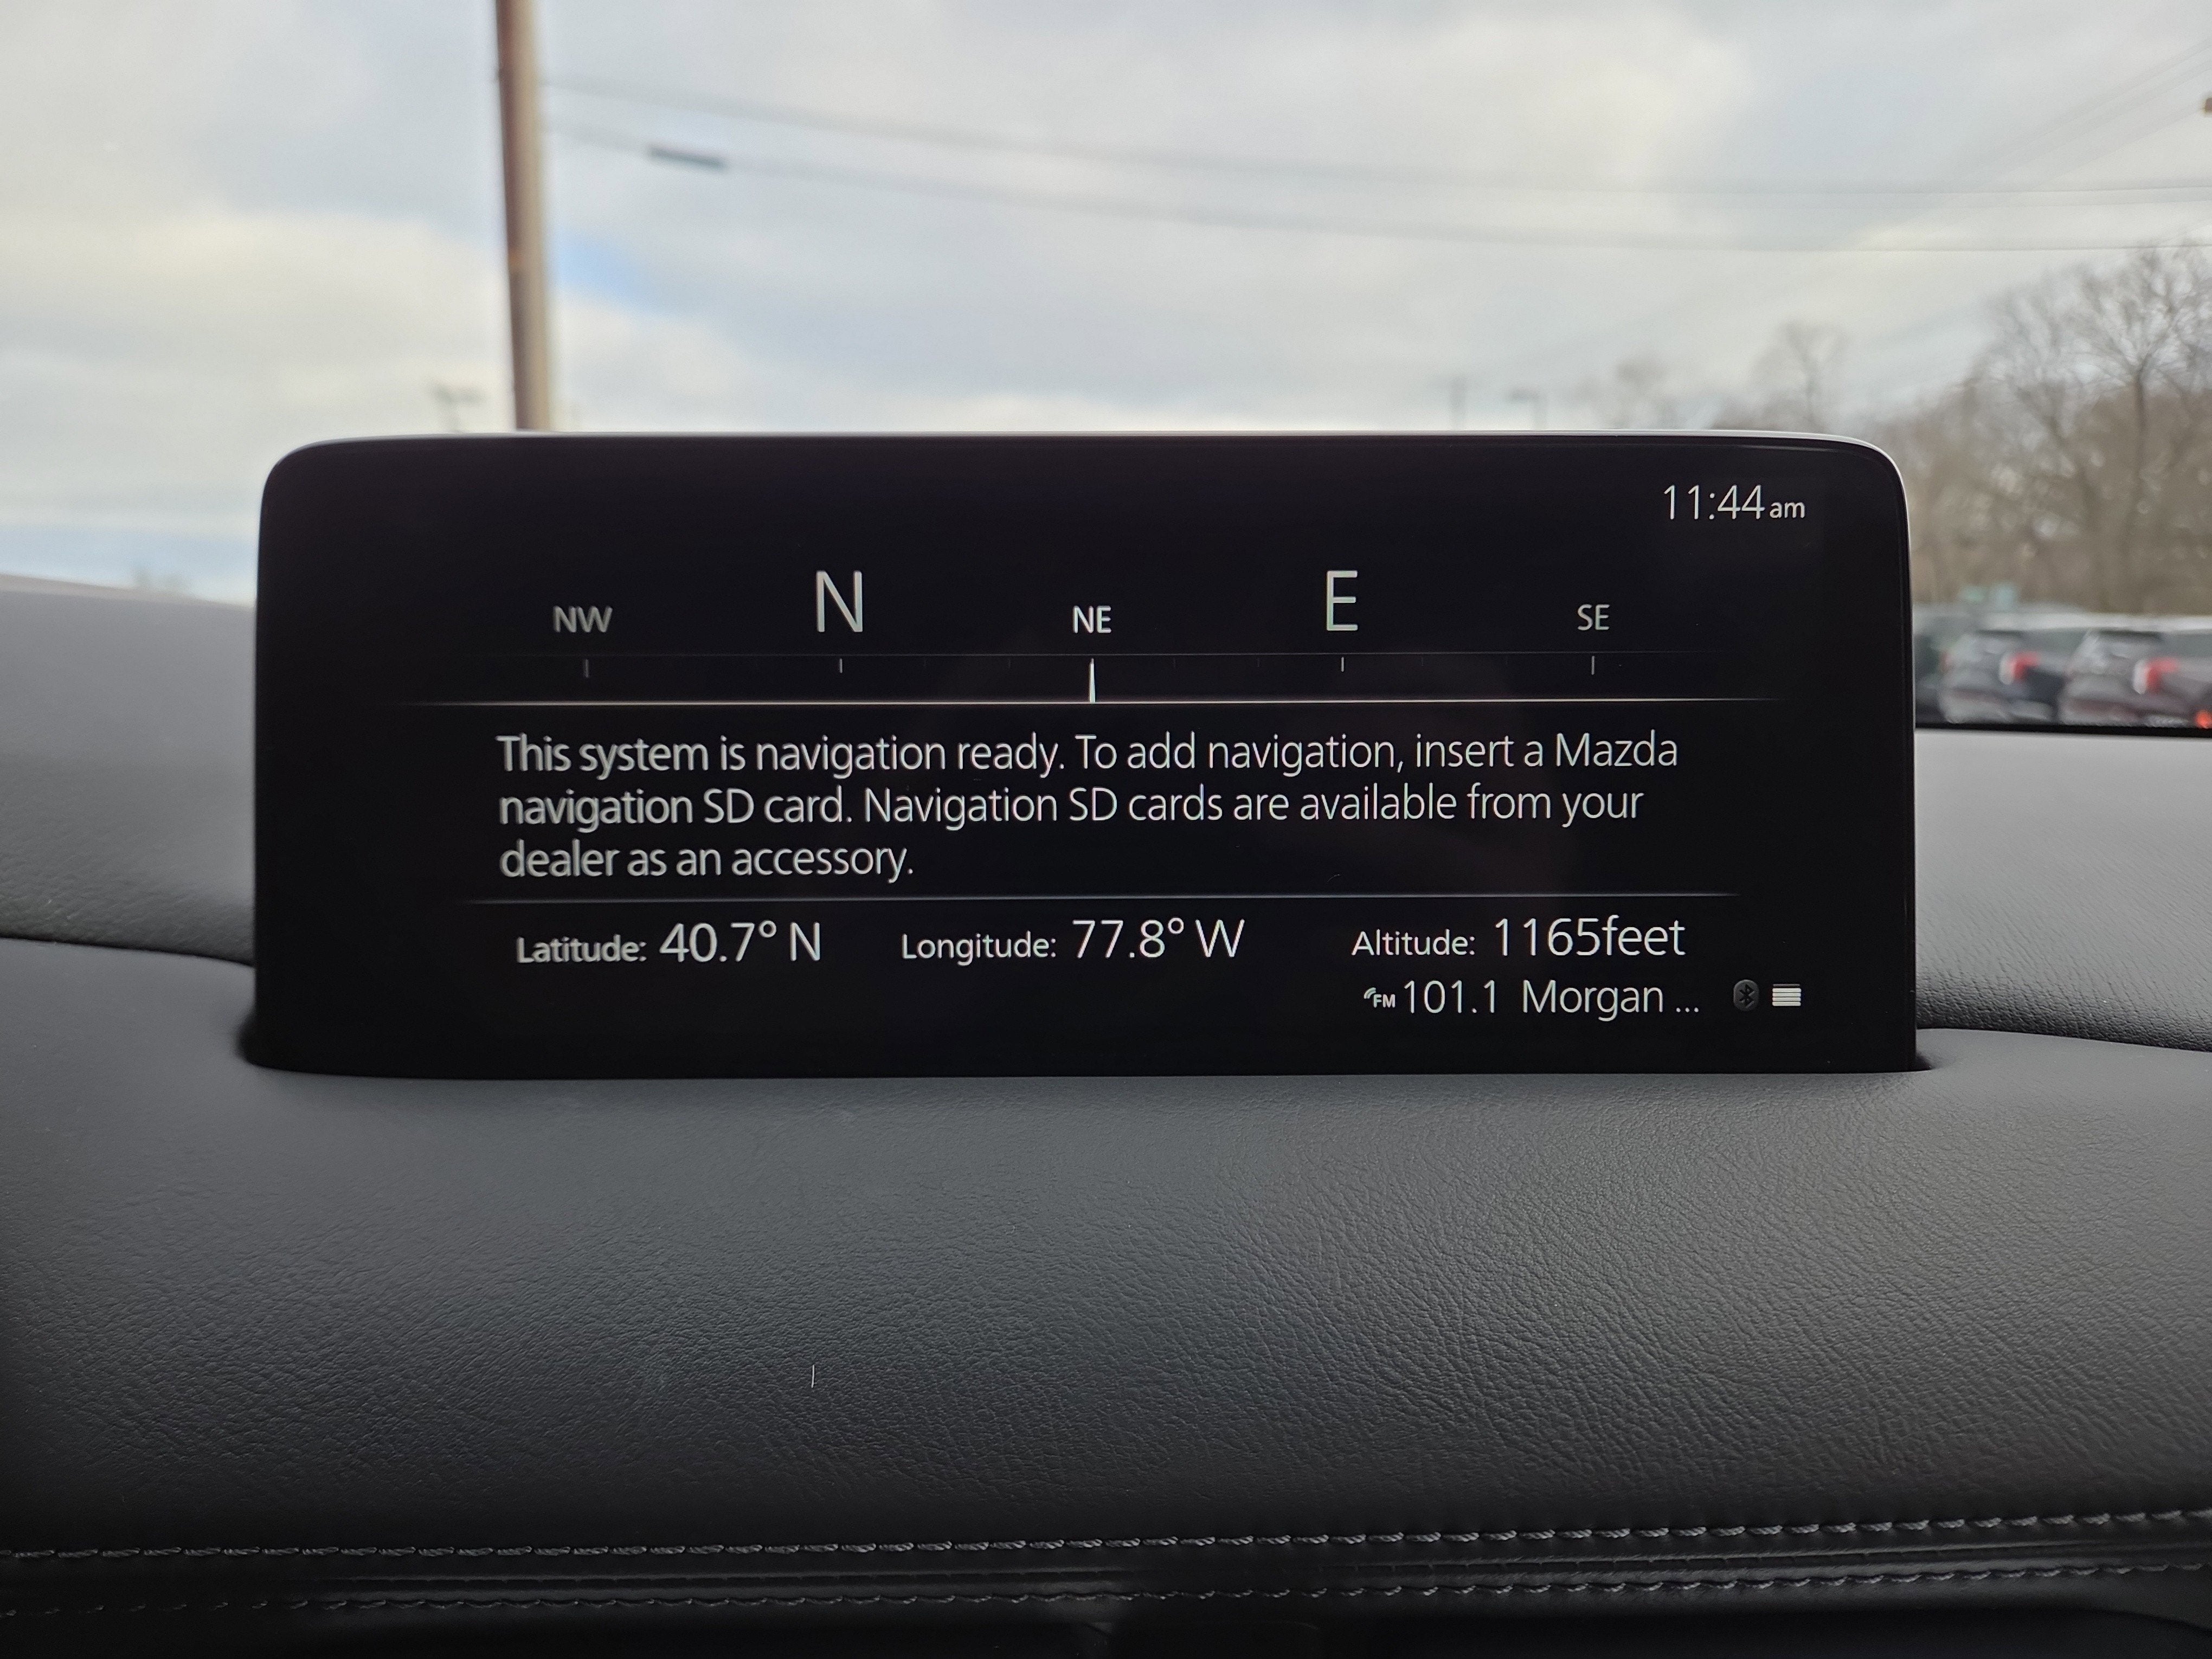 11:44am
NW N NE E SE
This system is navigation ready. To add navigation, insert a Mazda
navigation SD card. Navigation SD cards are available from your
dealer as an accessory.
Latitude: 40.7° N Longitude: 77.8° W Altitude: 1165feet
FM 101.1 Morgan ...